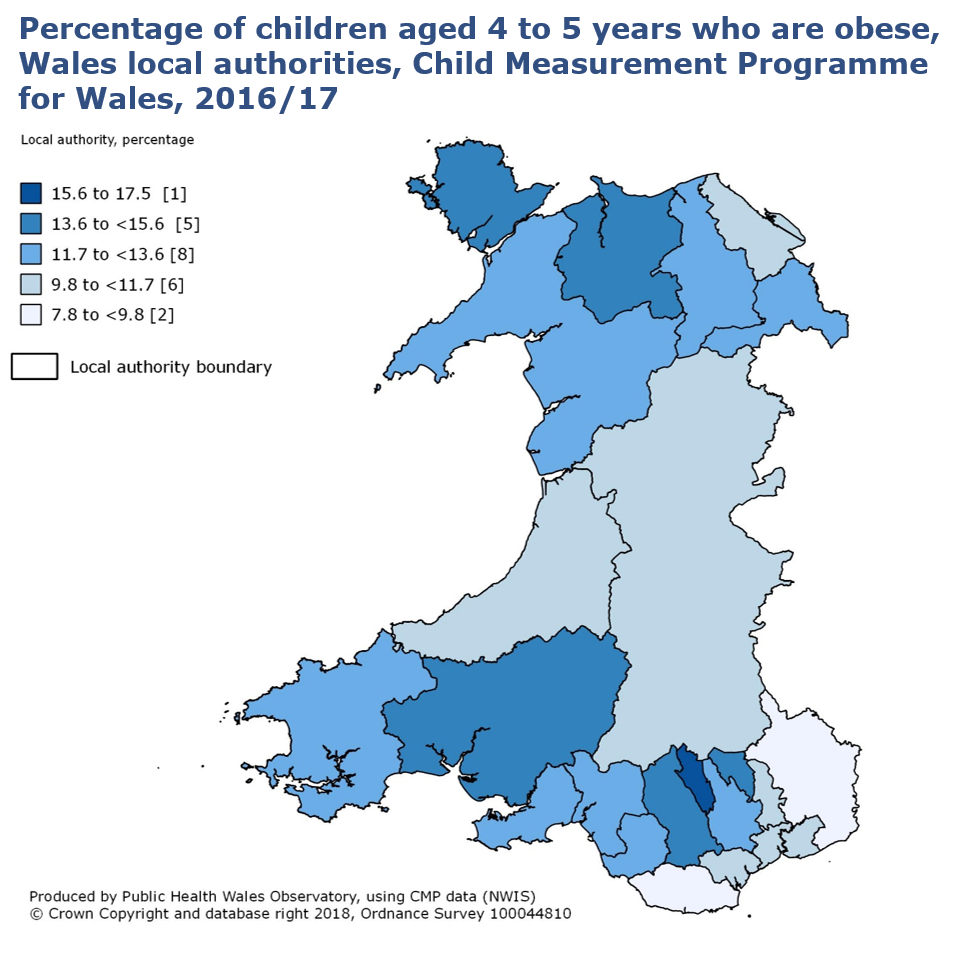 Percentage of children aged 4 to 5 years who are obese,
Wales local authorities, Child Measurement Programme
for Wales, 2016/17
Local authority, percentage
15.6 to 17.5 [1]
13.6 to <15.6 [5]
11.7 to <13.6 [8]
9.8 to <11.7 [6]
7.8 to <9.8 [2]
Local authority boundary
Produced by Public Health Wales Observatory, using CMP data (NWIS)
© Crown Copyright and database right 2018, Ordnance Survey 100044810